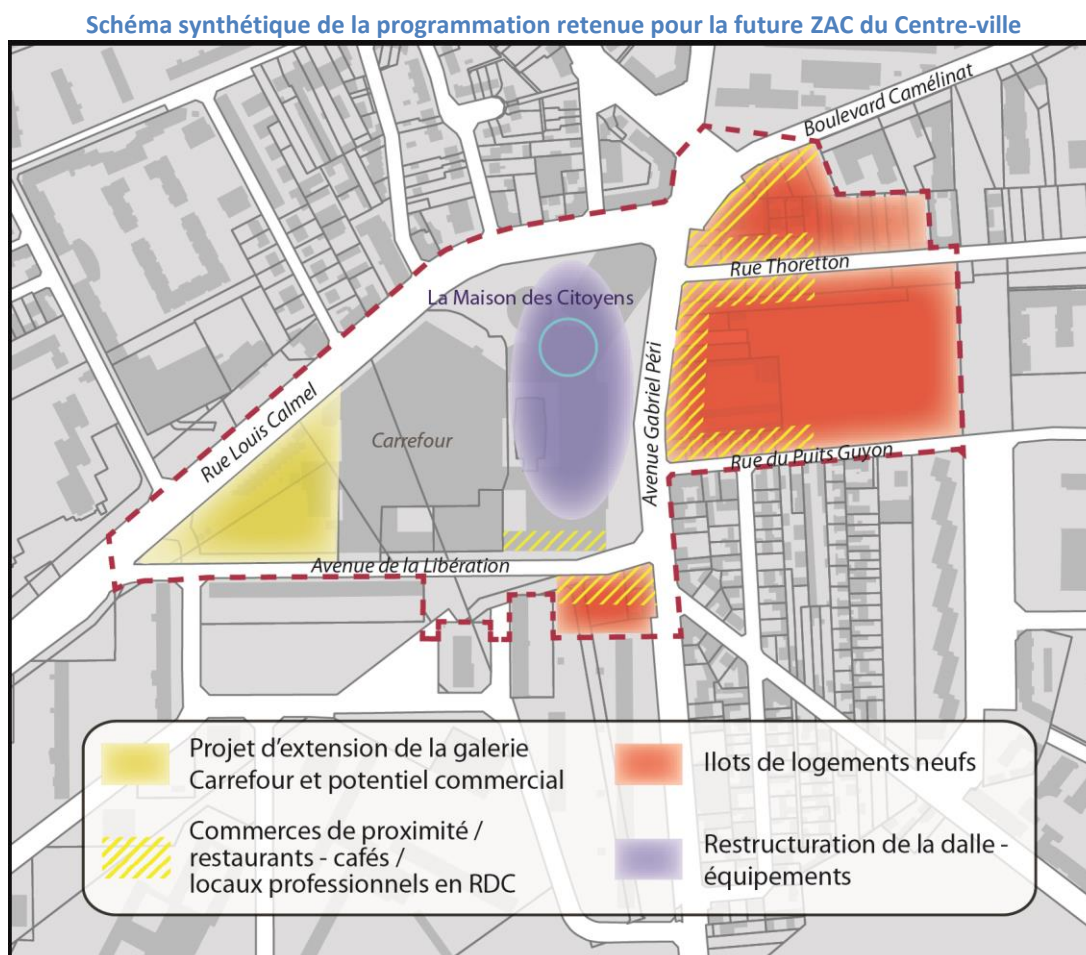 Schéma synthétique de la programmation retenue pour la future ZAC du Centre-ville
Boulevard Camélinat
Rue Thoretton
La Maison des Citoyens
Avenue Gabriel Péri
Rue Louis Calmel
Carrefour
Rue du Puits Guyon
Avenue de la Libération
Projet d'extension de la galerie
Carrefour et potentiel commercial
Commerces de proximité /
restaurants - cafés /
locaux professionnels en RDC
Ilots de logements neufs
Restructuration de la dalle -
équipements